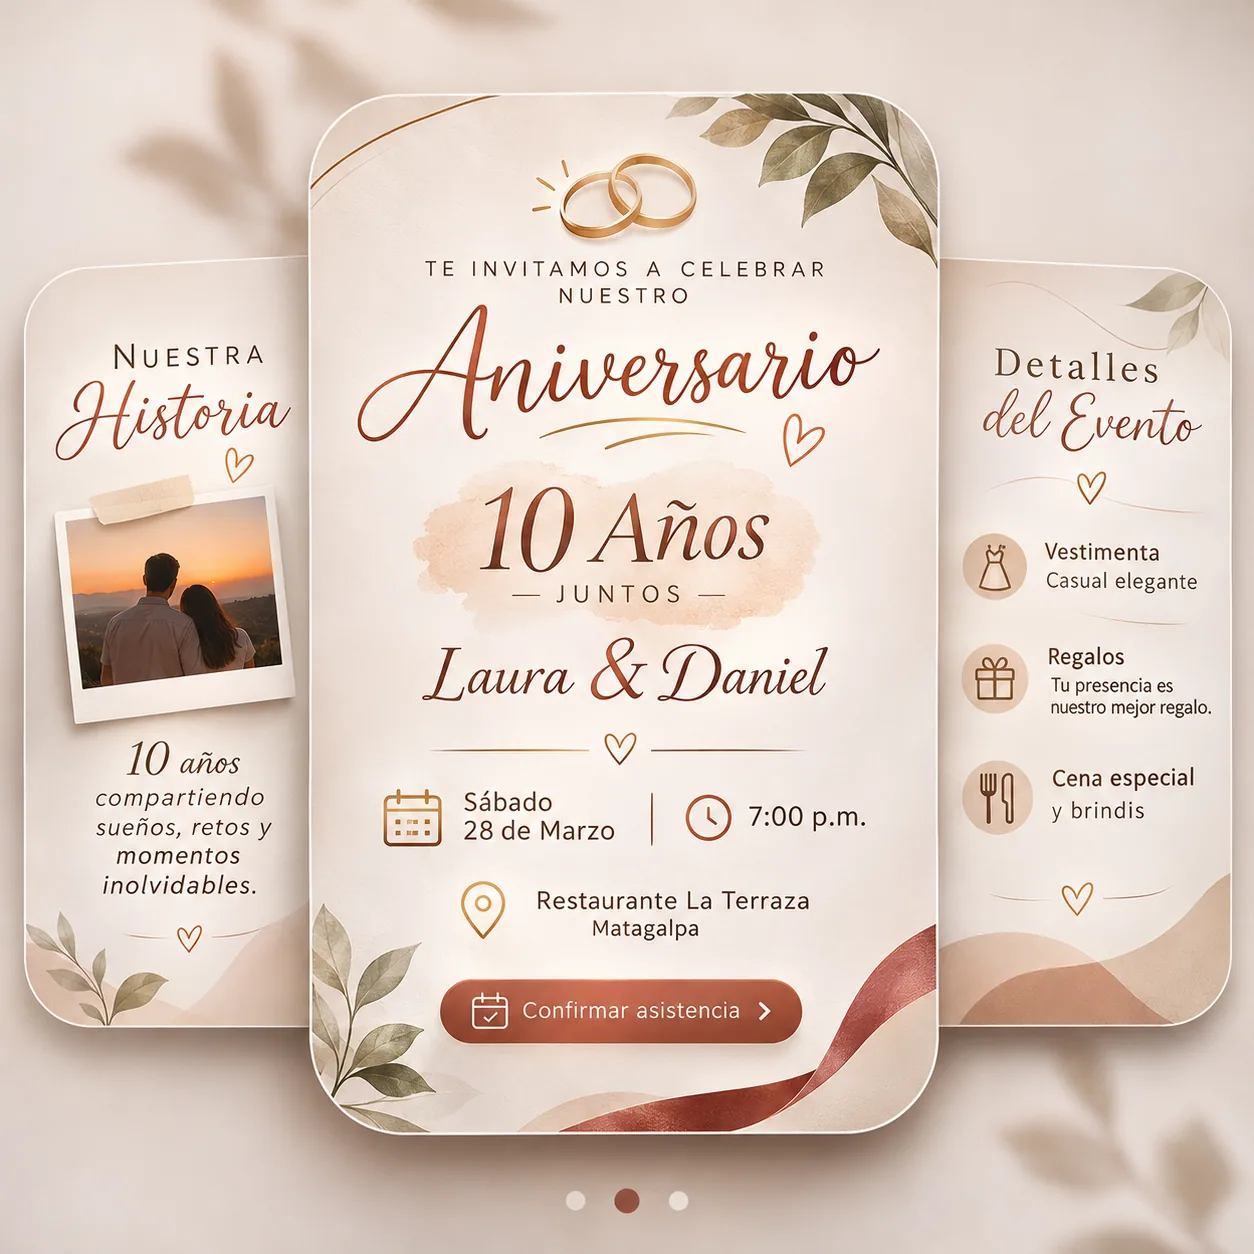 NUESTRA
Historia
10 años
compartiendo
sueños, retos y
momentos
inolvidables.
TE INVITAMOS A CELEBRAR
NUESTRO
Aniversario
10 Años
— JUNTOS —
Laura & Daniel
Sábado
28 de Marzo
7:00 p.m.
Restaurante La Terraza
Matagalpa
Confirmar asistencia
Detalles
del Evento
Vestimenta
Casual elegante
Regalos
Tu presencia es
nuestro mejor regalo.
Cena especial
y brindis